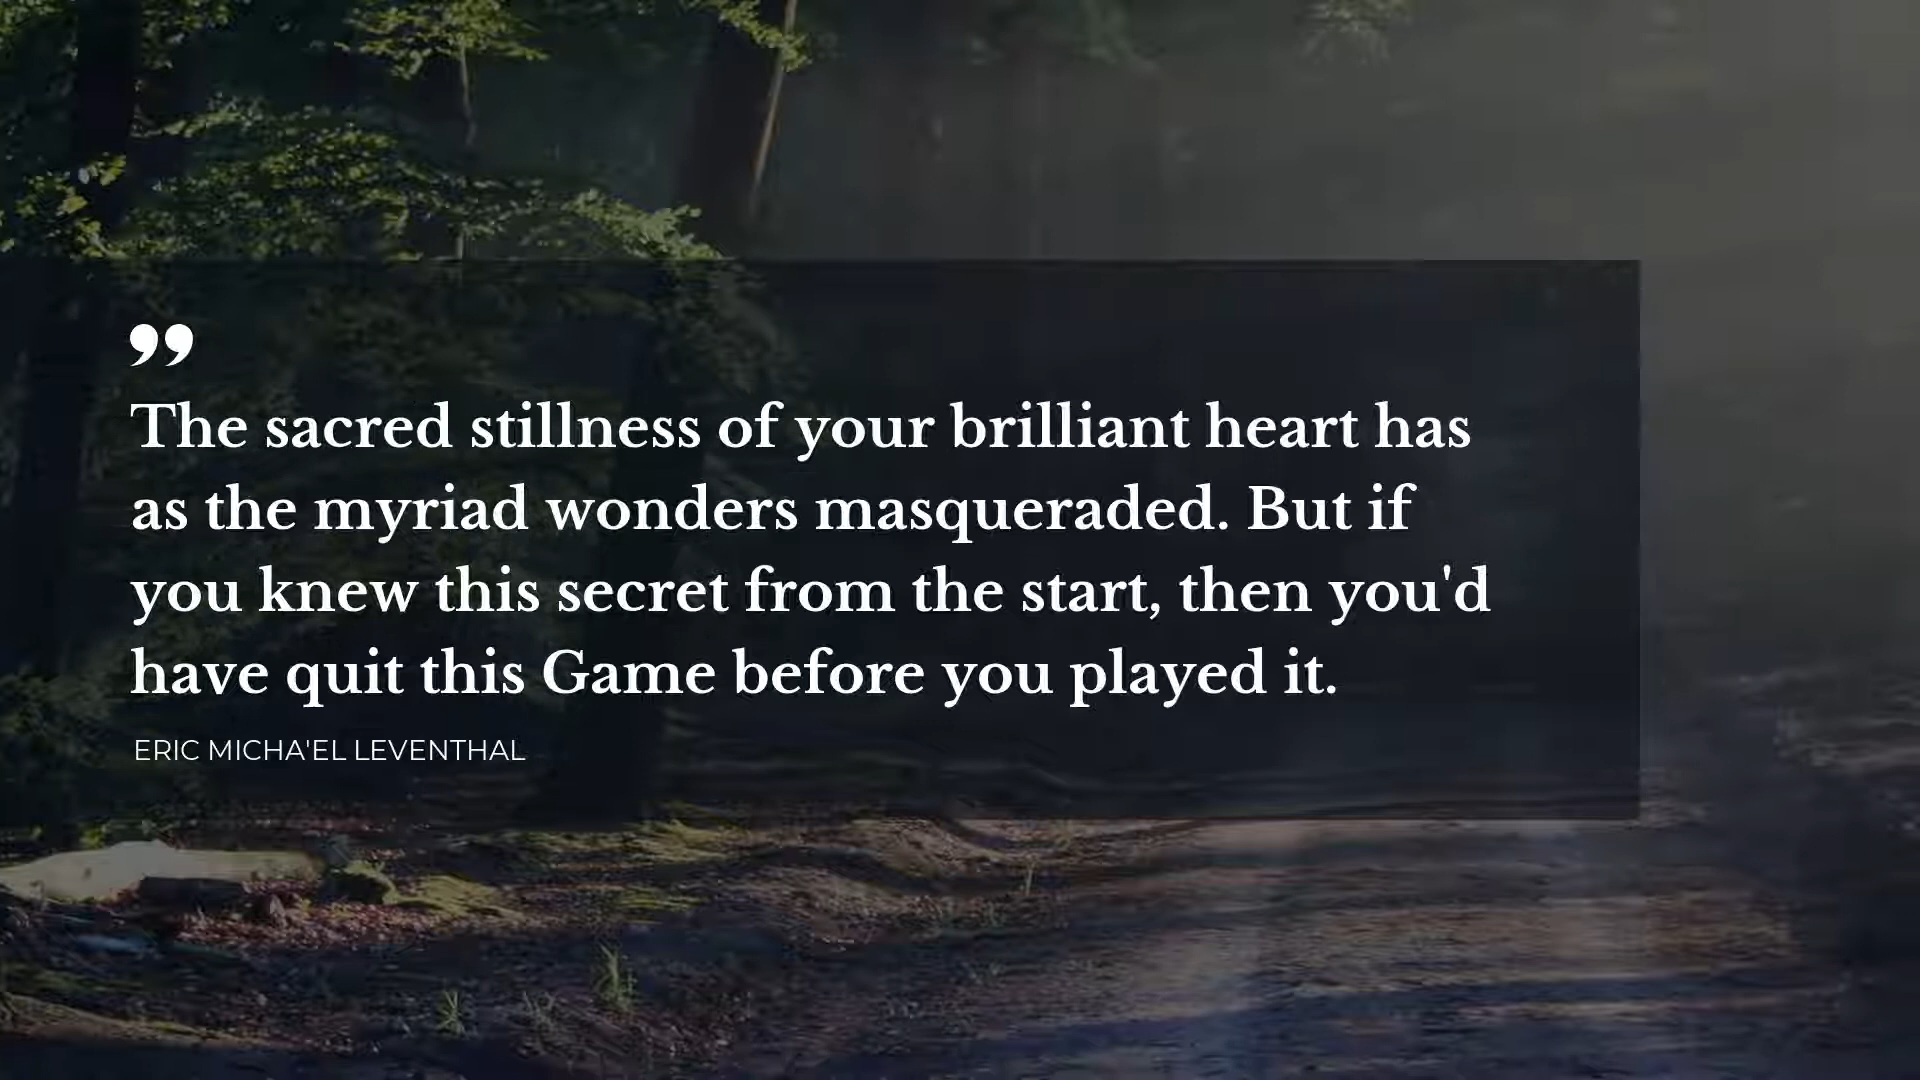 ”
The sacred stillness of your brilliant heart has
as the myriad wonders masqueraded. But if
you knew this secret from the start, then you'd
have quit this Game before you played it.
ERIC MICHA'EL LEVENTHAL